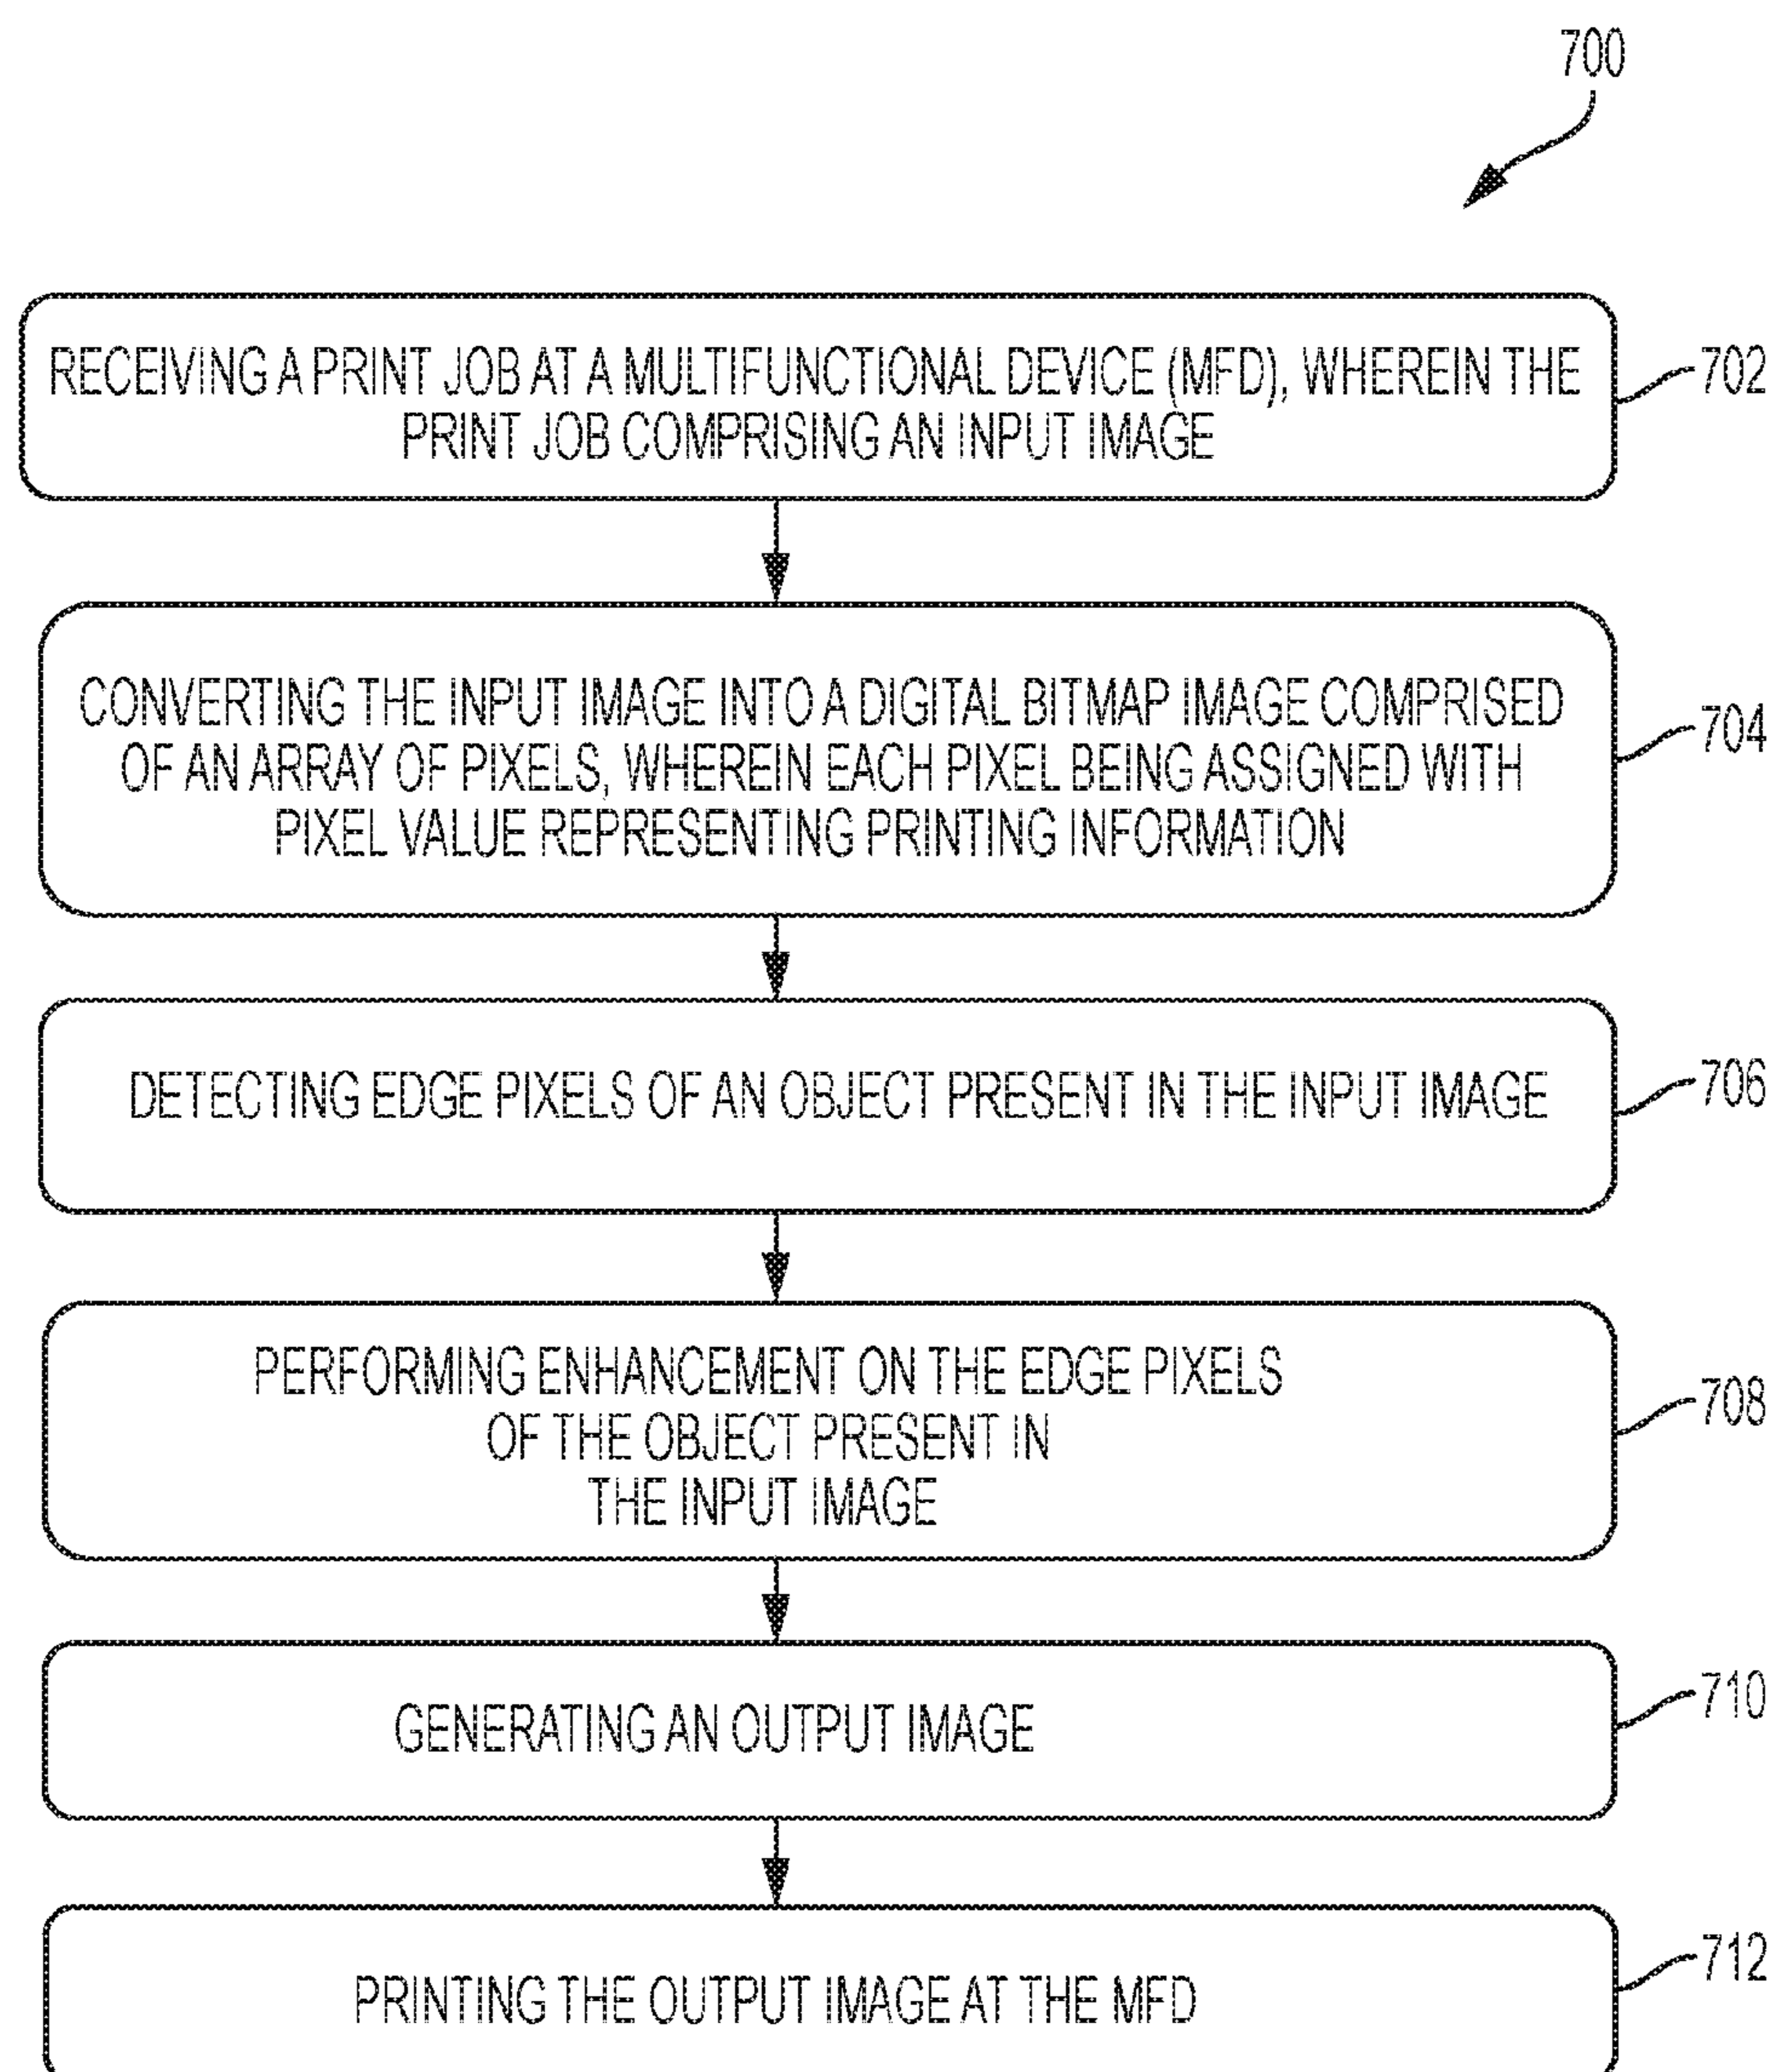 700
RECEIVING A PRINT JOB AT A MULTIFUNCTIONAL DEVICE (MFD), WHEREIN THE
PRINT JOB COMPRISING AN INPUT IMAGE
702
CONVERTING THE INPUT IMAGE INTO A DIGITAL BITMAP IMAGE COMPRISED
OF AN ARRAY OF PIXELS, WHEREIN EACH PIXEL BEING ASSIGNED WITH
PIXEL VALUE REPRESENTING PRINTING INFORMATION
704
DETECTING EDGE PIXELS OF AN OBJECT PRESENT IN THE INPUT IMAGE
706
PERFORMING ENHANCEMENT ON THE EDGE PIXELS
OF THE OBJECT PRESENT IN
THE INPUT IMAGE
708
GENERATING AN OUTPUT IMAGE
710
PRINTING THE OUTPUT IMAGE AT THE MFD
712